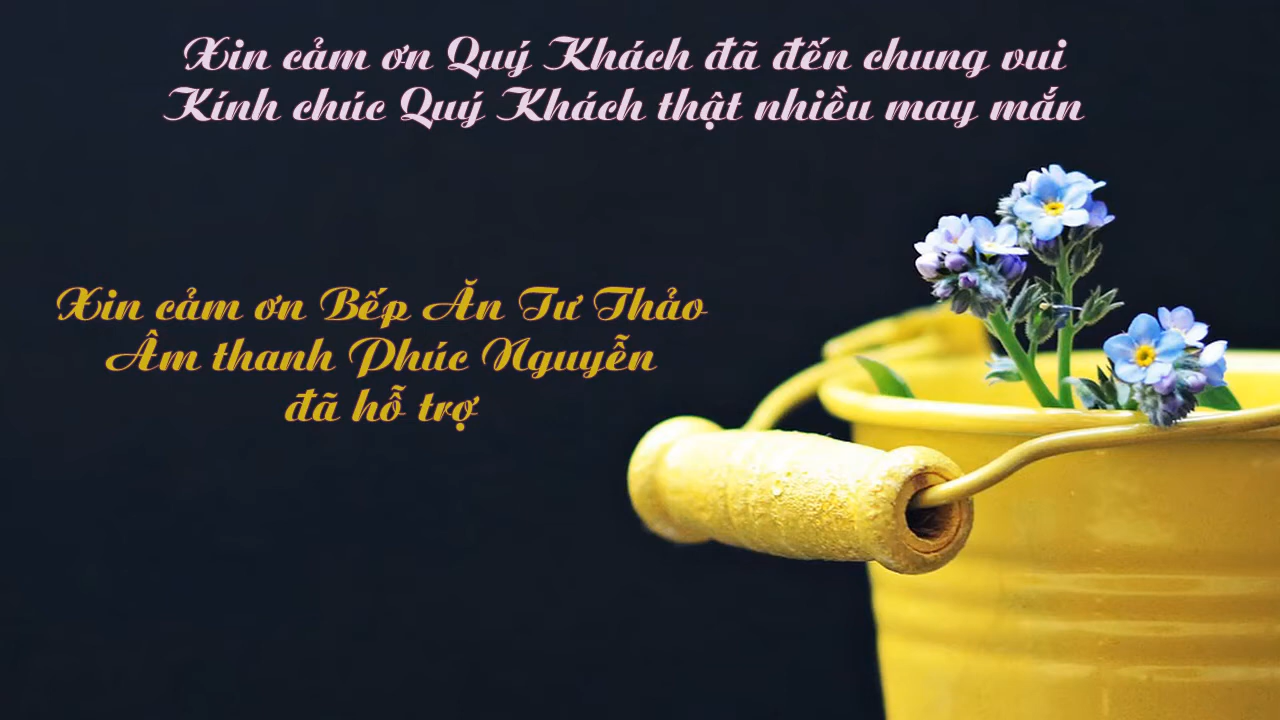 Xin cảm ơn Quý Khách đã đến chung vui
Kính chúc Quý Khách thật nhiều may mắn
Xin cảm ơn Bếp Ăn Tư Thảo
Âm thanh Phúc Nguyễn
đã hỗ trợ